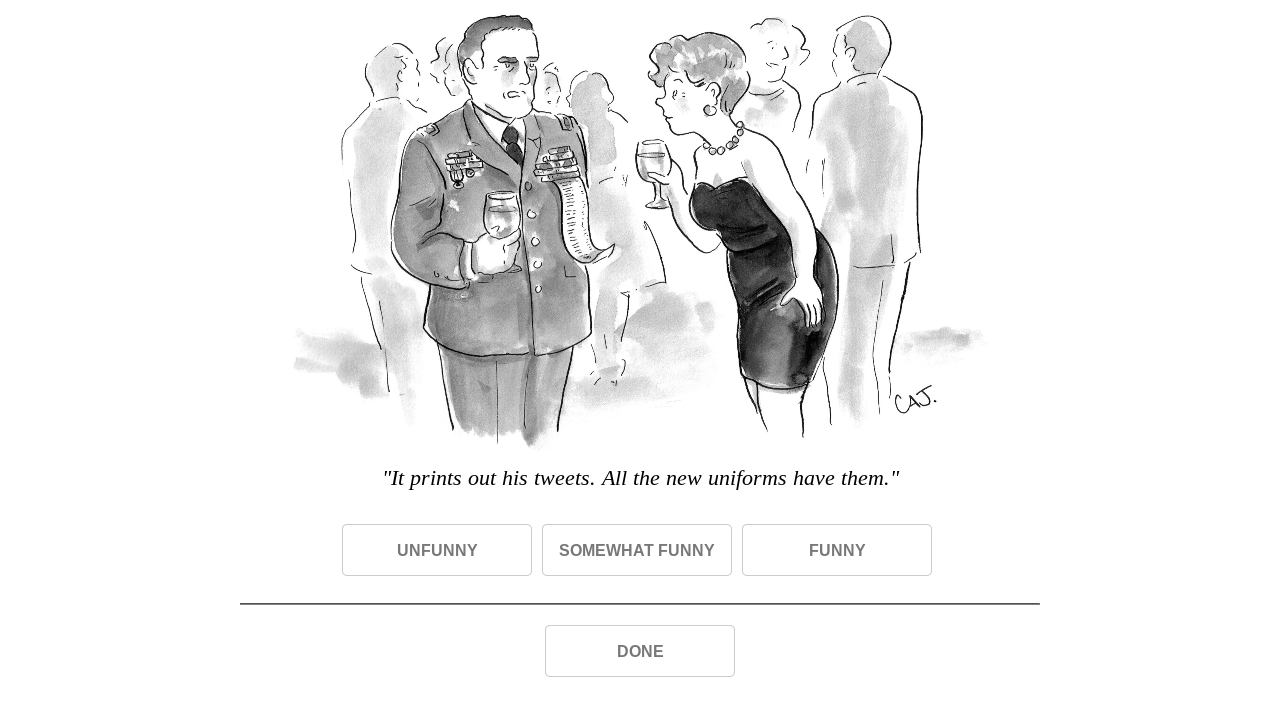 CAJ.
"It prints out his tweets. All the new uniforms have them."
UNFUNNY SOMEWHAT FUNNY FUNNY
DONE